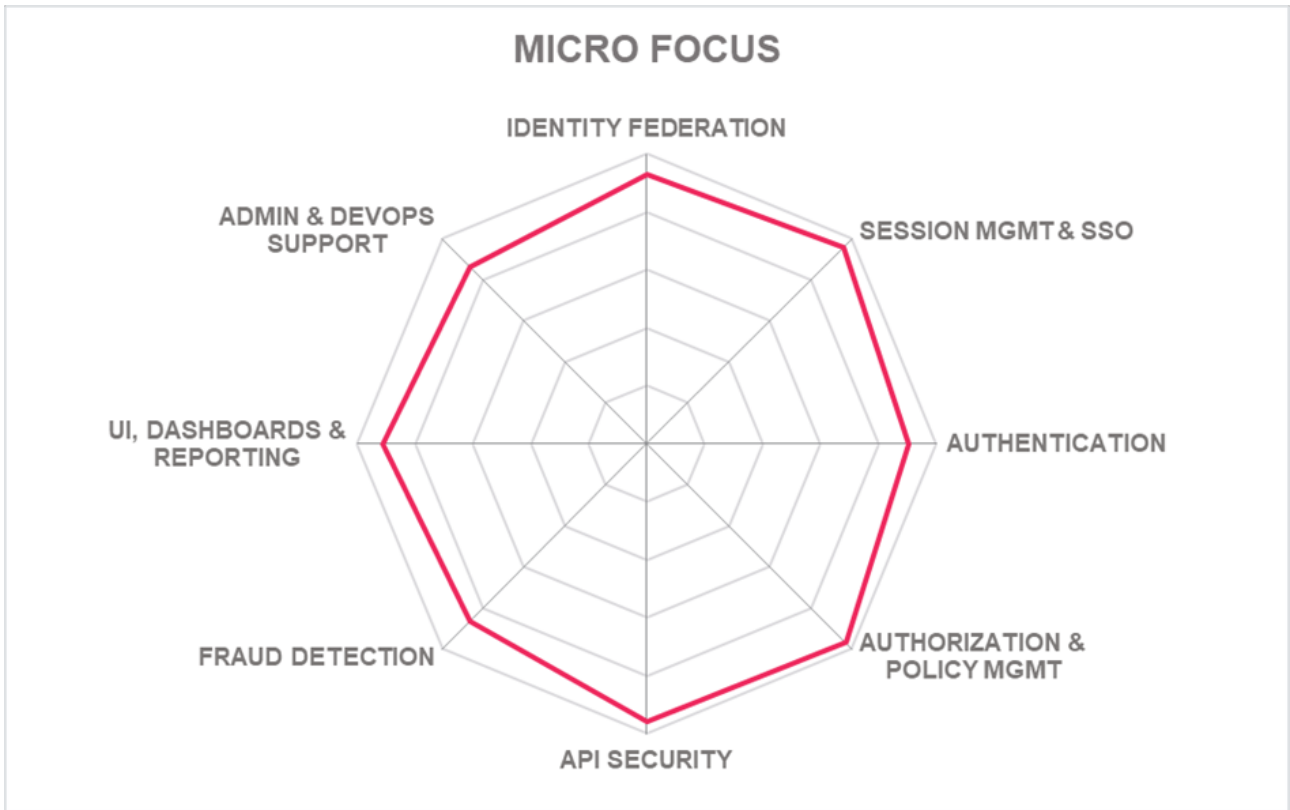 MICRO FOCUS
IDENTITY FEDERATION
ADMIN & DEVOPS
SUPPORT
SESSION MGMT & SSO
UI, DASHBOARDS &
REPORTING
AUTHENTICATION
FRAUD DETECTION
AUTHORIZATION &
POLICY MGMT
API SECURITY